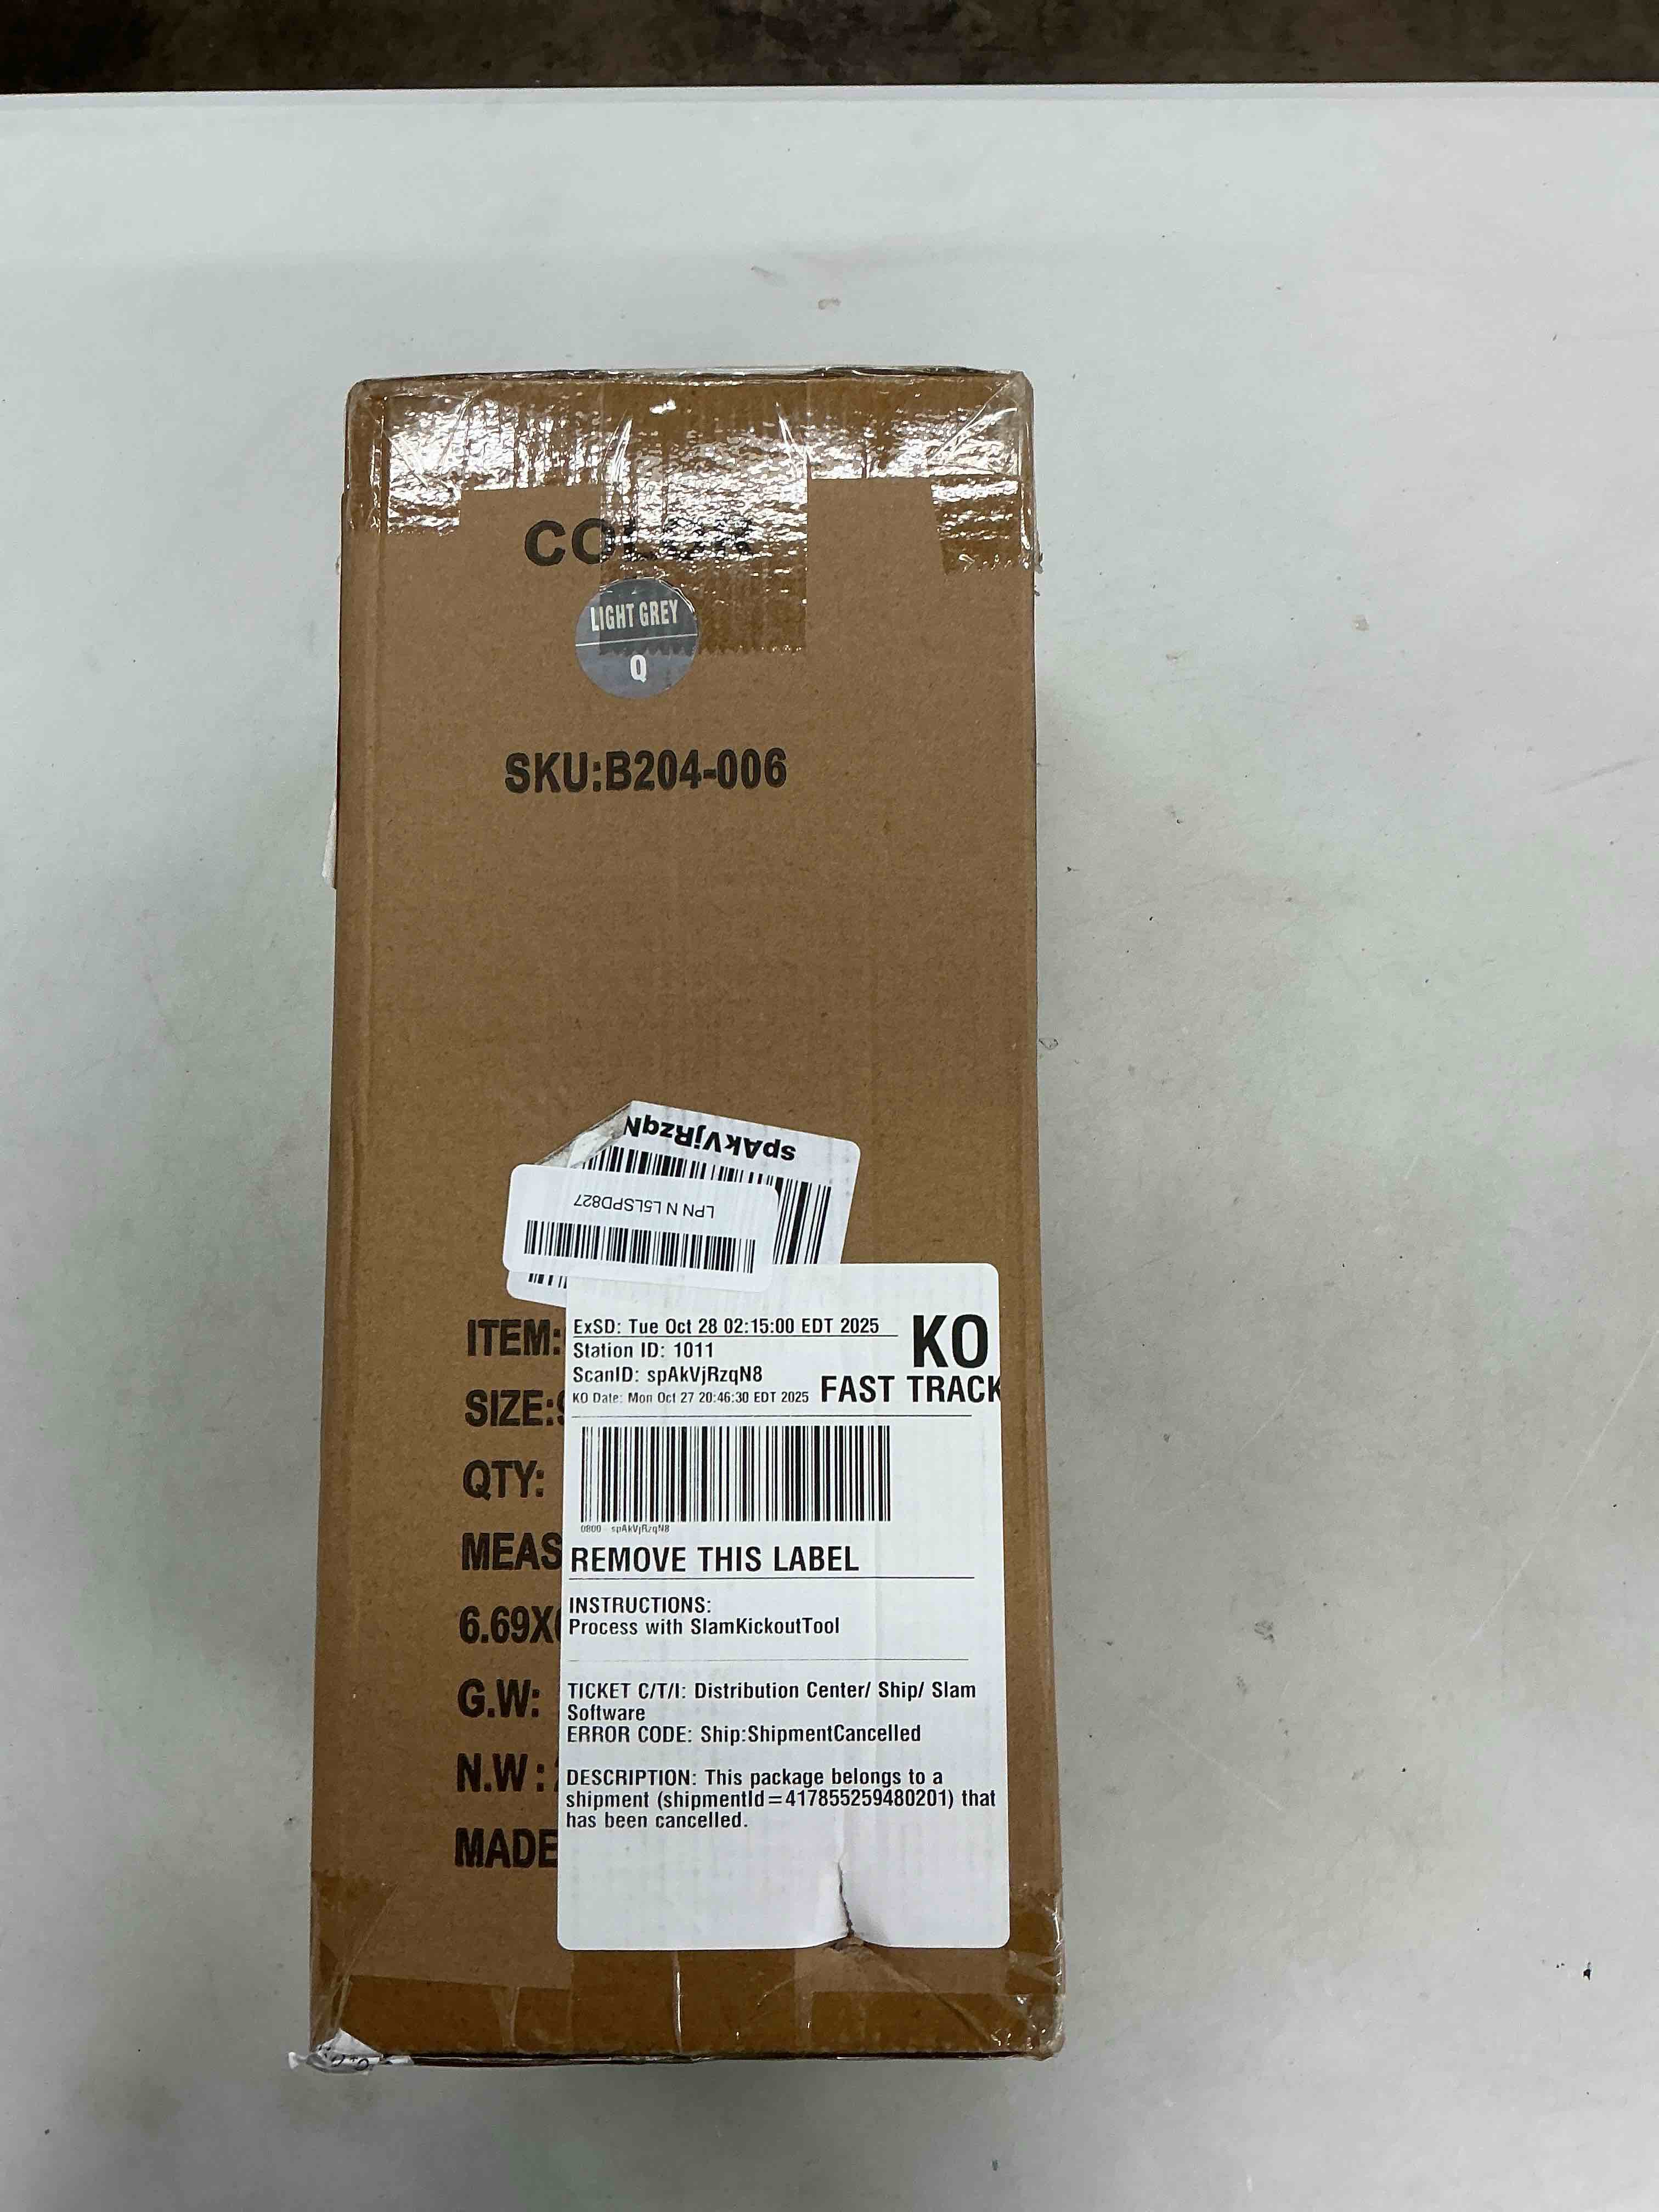 COLOR
LIGHT GREY
Q
SKU:B204-006
spAkVjRzqN
LPN N L5LSPD827
ITEM:
SIZE:
QTY:
MEAS
6.69X
G.W:
N.W:
MADE
ExSD: Tue Oct 28 02:15:00 EDT 2025
KO
Station ID: 1011
ScanID: spAkVjRzqN8
FAST TRACK
KO Date: Mon Oct 27 20:46:30 EDT 2025
0800 spAkVjRzqN8
REMOVE THIS LABEL
INSTRUCTIONS:
Process with SlamKickoutTool
TICKET C/T/I: Distribution Center/ Ship/ Slam
Software
ERROR CODE: Ship:ShipmentCancelled
DESCRIPTION: This package belongs to a
shipment (shipmentId=417855259480201) that
has been cancelled.